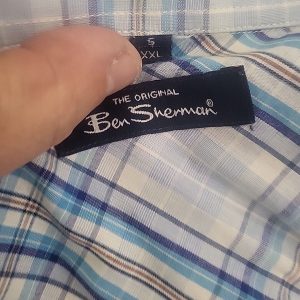 5
XXL
THE ORIGINAL
Ben Sherman®